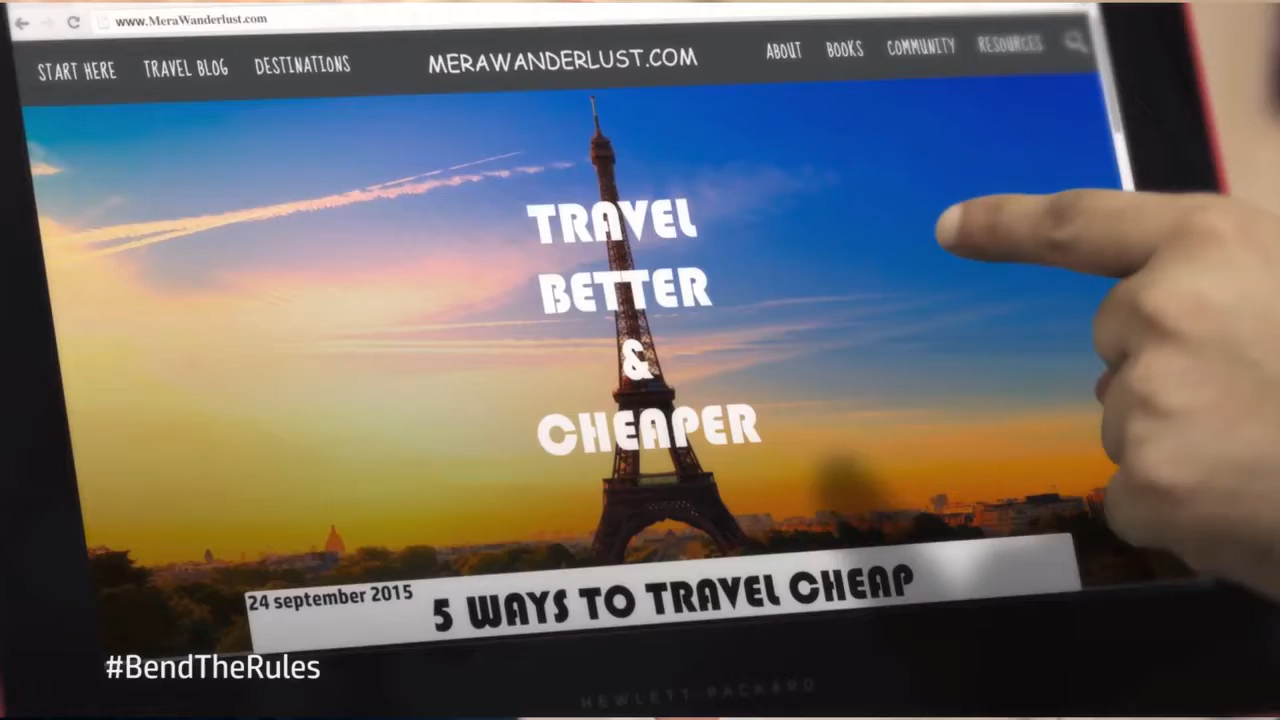 www.MeraWanderlust.com
START HERE TRAVEL BLOG DESTINATIONS MERAWANDERLUST.COM ABOUT BOOKS COMMUNITY RESOURCES
TRAVEL
BETTER
&
CHEAPER
24 september 2015 5 WAYS TO TRAVEL CHEAP
#BendTheRules
HEWLETT PACKARD